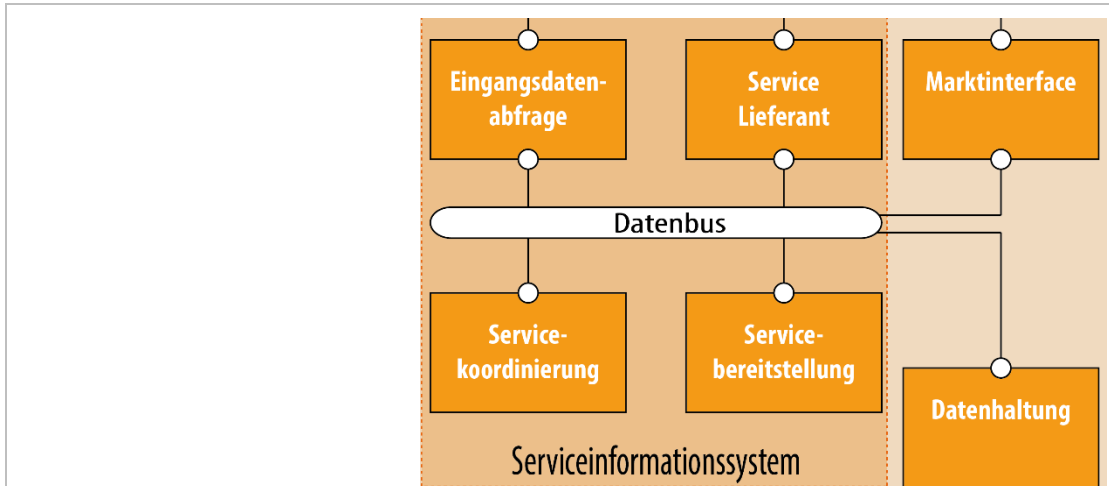 Eingangsdaten-
abfrage
Service
Lieferant
Marktinterface
Datenbus
Service-
koordinierung
Service-
bereitstellung
Datenhaltung
Serviceinformationssystem